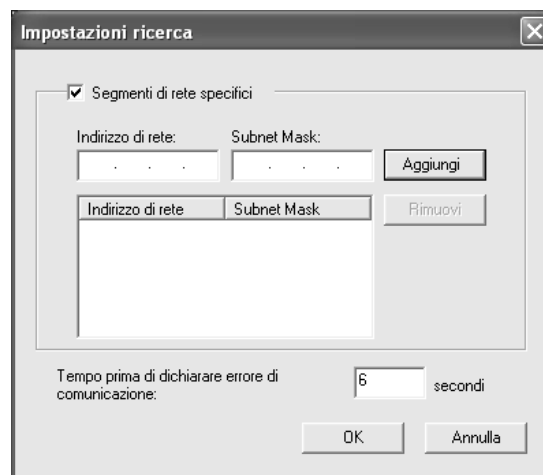 Impostazioni ricerca
Segmenti di rete specifici
Indirizzo di rete: Subnet Mask:
. . . . . . Aggiungi
Indirizzo di rete Subnet Mask Rimuovi
Tempo prima di dichiarare errore di
comunicazione:
6 secondi
OK Annulla